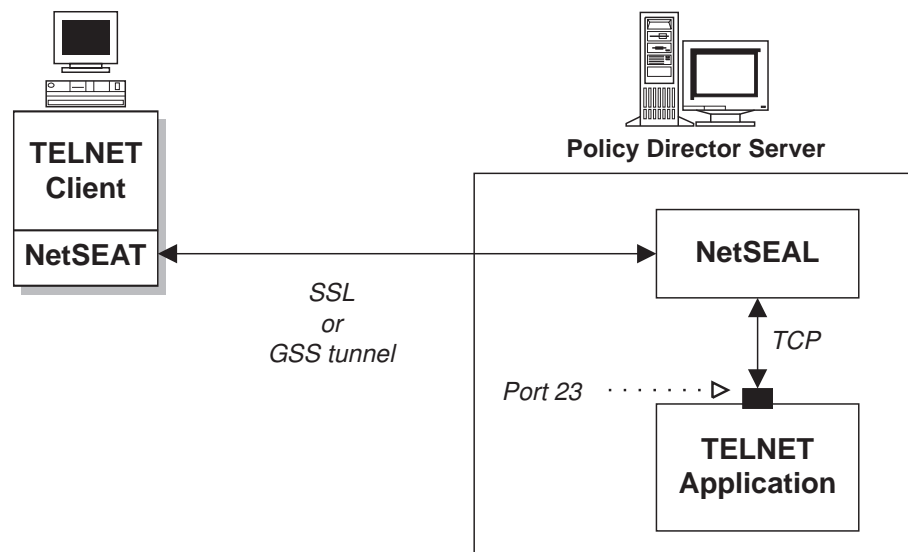 Policy Director Server
TELNET
Client
NetSEAT
NetSEAL
SSL
or
GSS tunnel
TCP
Port 23
TELNET
Application